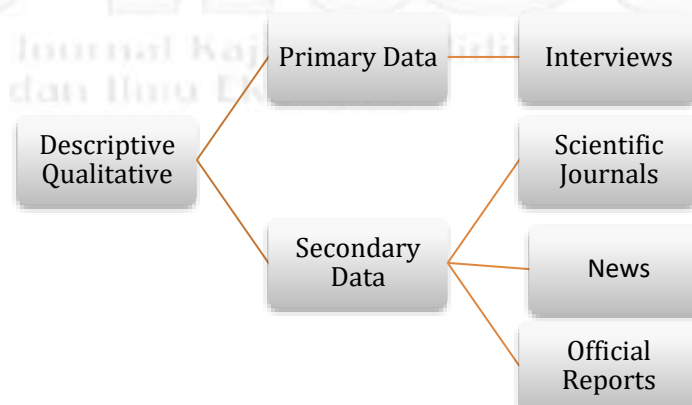 Journal Kaj
dan Ilmu
Primary Data
Interviews
Descriptive
Qualitative
Scientific
Journals
Secondary
Data
News
Official
Reports